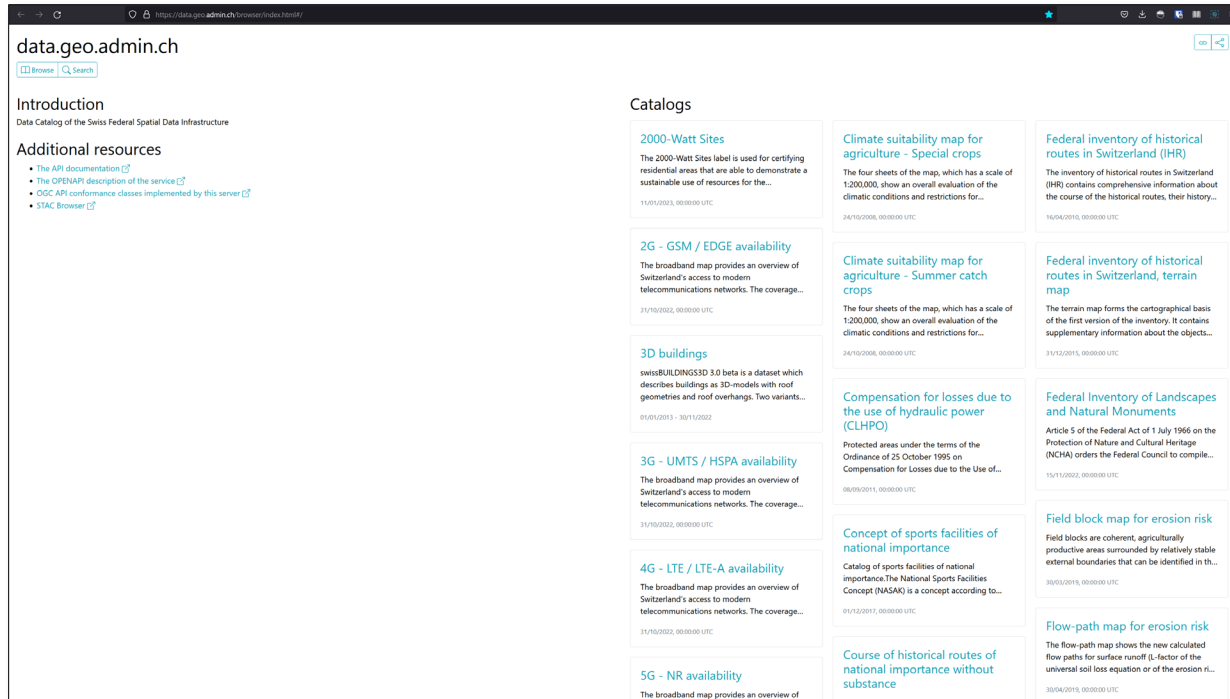 https://data.geo.admin.ch/browser/index.html#/
data.geo.admin.ch
Browse
Search
Introduction
Data Catalog of the Swiss Federal Spatial Data Infrastructure
Additional resources
The API documentation
The OPENAPI description of the service
OGC API conformance classes implemented by this server
STAC Browser
Catalogs
2000-Watt Sites
The 2000-Watt Sites label is used for certifying
residential areas that are able to demonstrate a
sustainable use of resources for the...
11/01/2023, 00:00:00 UTC
2G - GSM / EDGE availability
The broadband map provides an overview of
Switzerland's access to modern
telecommunications networks. The coverage...
31/10/2022, 00:00:00 UTC
3D buildings
swissBUILDINGS3D 3.0 beta is a dataset which
describes buildings as 3D-models with roof
geometries and roof overhangs. Two variants...
01/01/2013 - 30/11/2022
3G - UMTS / HSPA availability
The broadband map provides an overview of
Switzerland's access to modern
telecommunications networks. The coverage...
31/10/2022, 00:00:00 UTC
4G - LTE / LTE-A availability
The broadband map provides an overview of
Switzerland's access to modern
telecommunications networks. The coverage...
31/10/2022, 00:00:00 UTC
5G - NR availability
The broadband map provides an overview of
Climate suitability map for
agriculture - Special crops
The four sheets of the map, which has a scale of
1:200,000, show an overall evaluation of the
climatic conditions and restrictions for...
24/10/2008, 00:00:00 UTC
Climate suitability map for
agriculture - Summer catch
crops
The four sheets of the map, which has a scale of
1:200,000, show an overall evaluation of the
climatic conditions and restrictions for...
24/10/2008, 00:00:00 UTC
Compensation for losses due to
the use of hydraulic power
(CLHPO)
Protected areas under the terms of the
Ordinance of 25 October 1995 on
Compensation for Losses due to the Use of...
08/09/2011, 00:00:00 UTC
Concept of sports facilities of
national importance
Catalog of sports facilities of national
importance.The National Sports Facilities
Concept (NASAK) is a concept according to...
01/12/2017, 00:00:00 UTC
Course of historical routes of
national importance without
substance
Federal inventory of historical
routes in Switzerland (IHR)
The inventory of historical routes in Switzerland
(IHR) contains comprehensive information about
the course of the historical routes, their history...
16/04/2010, 00:00:00 UTC
Federal inventory of historical
routes in Switzerland, terrain
map
The terrain map forms the cartographical basis
of the first version of the inventory. It contains
supplementary information about the objects...
31/12/2015, 00:00:00 UTC
Federal Inventory of Landscapes
and Natural Monuments
Article 5 of the Federal Act of 1 July 1966 on the
Protection of Nature and Cultural Heritage
(NCHA) orders the Federal Council to compile...
15/11/2022, 00:00:00 UTC
Field block map for erosion risk
Field blocks are coherent, agriculturally
productive areas surrounded by relatively stable
external boundaries that can be identified in th...
30/03/2019, 00:00:00 UTC
Flow-path map for erosion risk
The flow-path map shows the new calculated
flow paths for surface runoff (L-factor of the
universal soil loss equation or of the erosion ri...
30/04/2019, 00:00:00 UTC